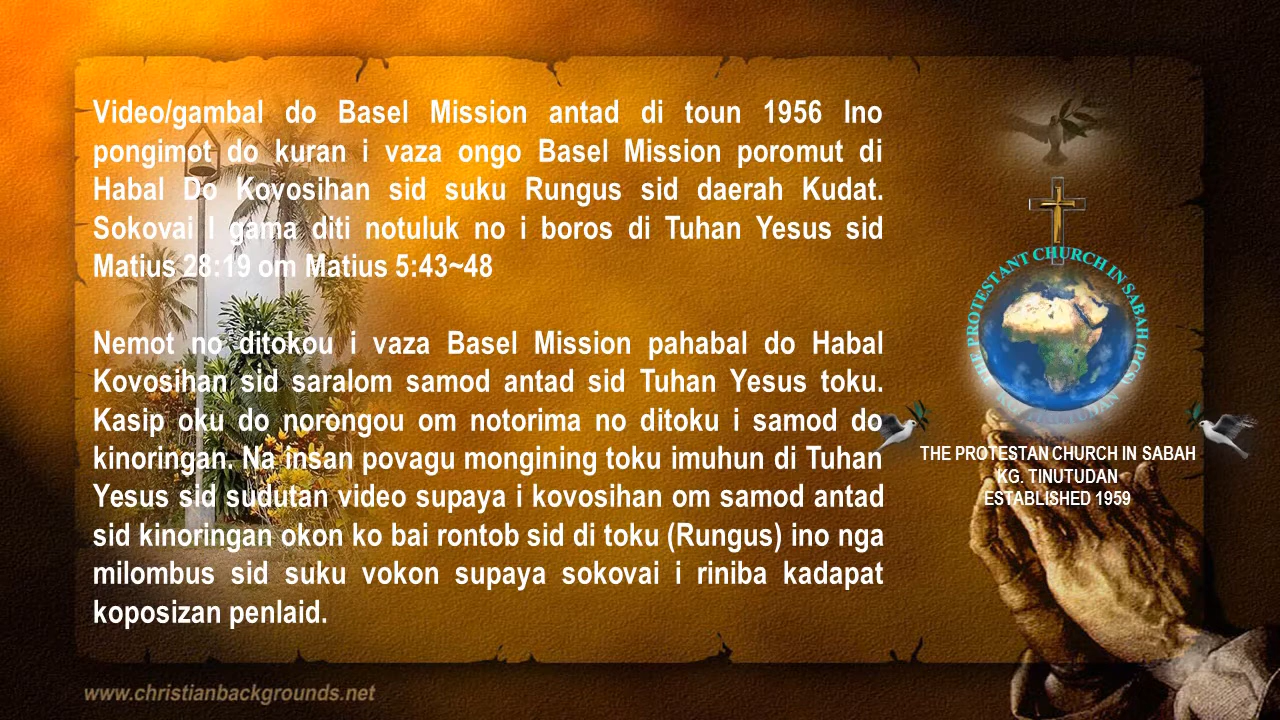 Video/gambal do Basel Mission antad di toun 1956 Ino
pongimot do kuran i vaza ongo Basel Mission poromut di
Habal Do Kovosihan sid suku Rungus sid daerah Kudat.
Sokovai I gama diti notuluk no i boros di Tuhan Yesus sid
Matius 28:19 om Matius 5:43~48
Nemot no ditokou i vaza Basel Mission pahabal do Habal
Kovosihan sid saralom samod antad sid Tuhan Yesus toku.
Kasip oku do norongou om notorima no ditoku i samod do
kinoringan. Na insan povagu mongining toku imuhun di Tuhan
Yesus sid sudutan video supaya i kovosihan om samod antad
sid kinoringan okon ko bai rontob sid di toku (Rungus) ino nga
milombus sid suku vokon supaya sokovai i riniba kadapat
koposizan penlaid.
THE PROTESTANT CHURCH IN SABAH (PCS)
THE PROTESTAN CHURCH IN SABAH
KG. TINUTUDAN
ESTABLISHED 1959
www.christianbackgrounds.net